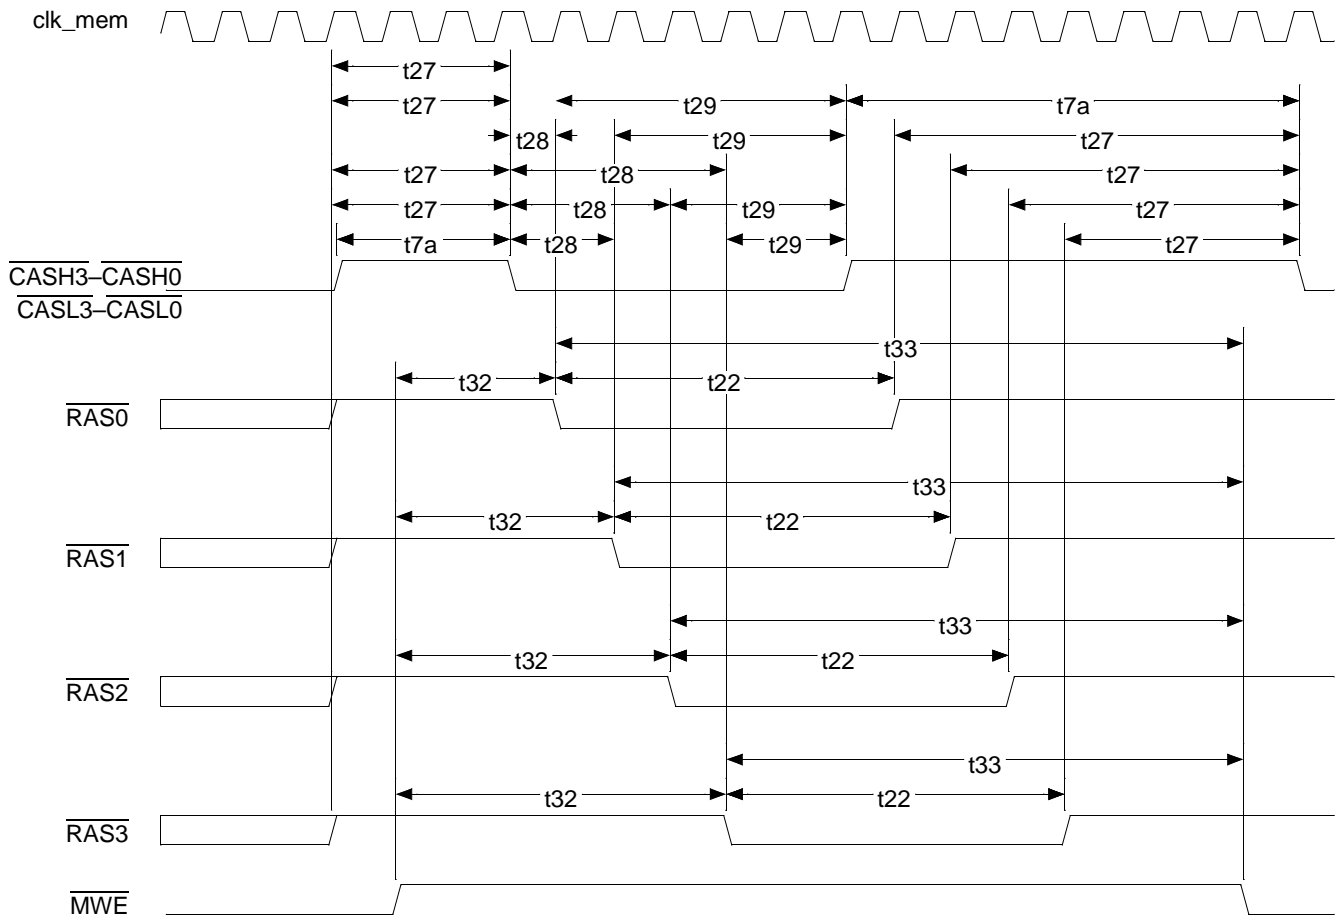 clk_mem
t27
t27 t29 t7a
t28 t29 t27
t27 t28 t27
t27 t28 t29 t27
t7a t28 t29 t27
CASH3–CASH0
CASL3–CASL0
t33
t32 t22
RAS0
t33
t32 t22
RAS1
t33
t32 t22
RAS2
t33
t32 t22
RAS3
MWE